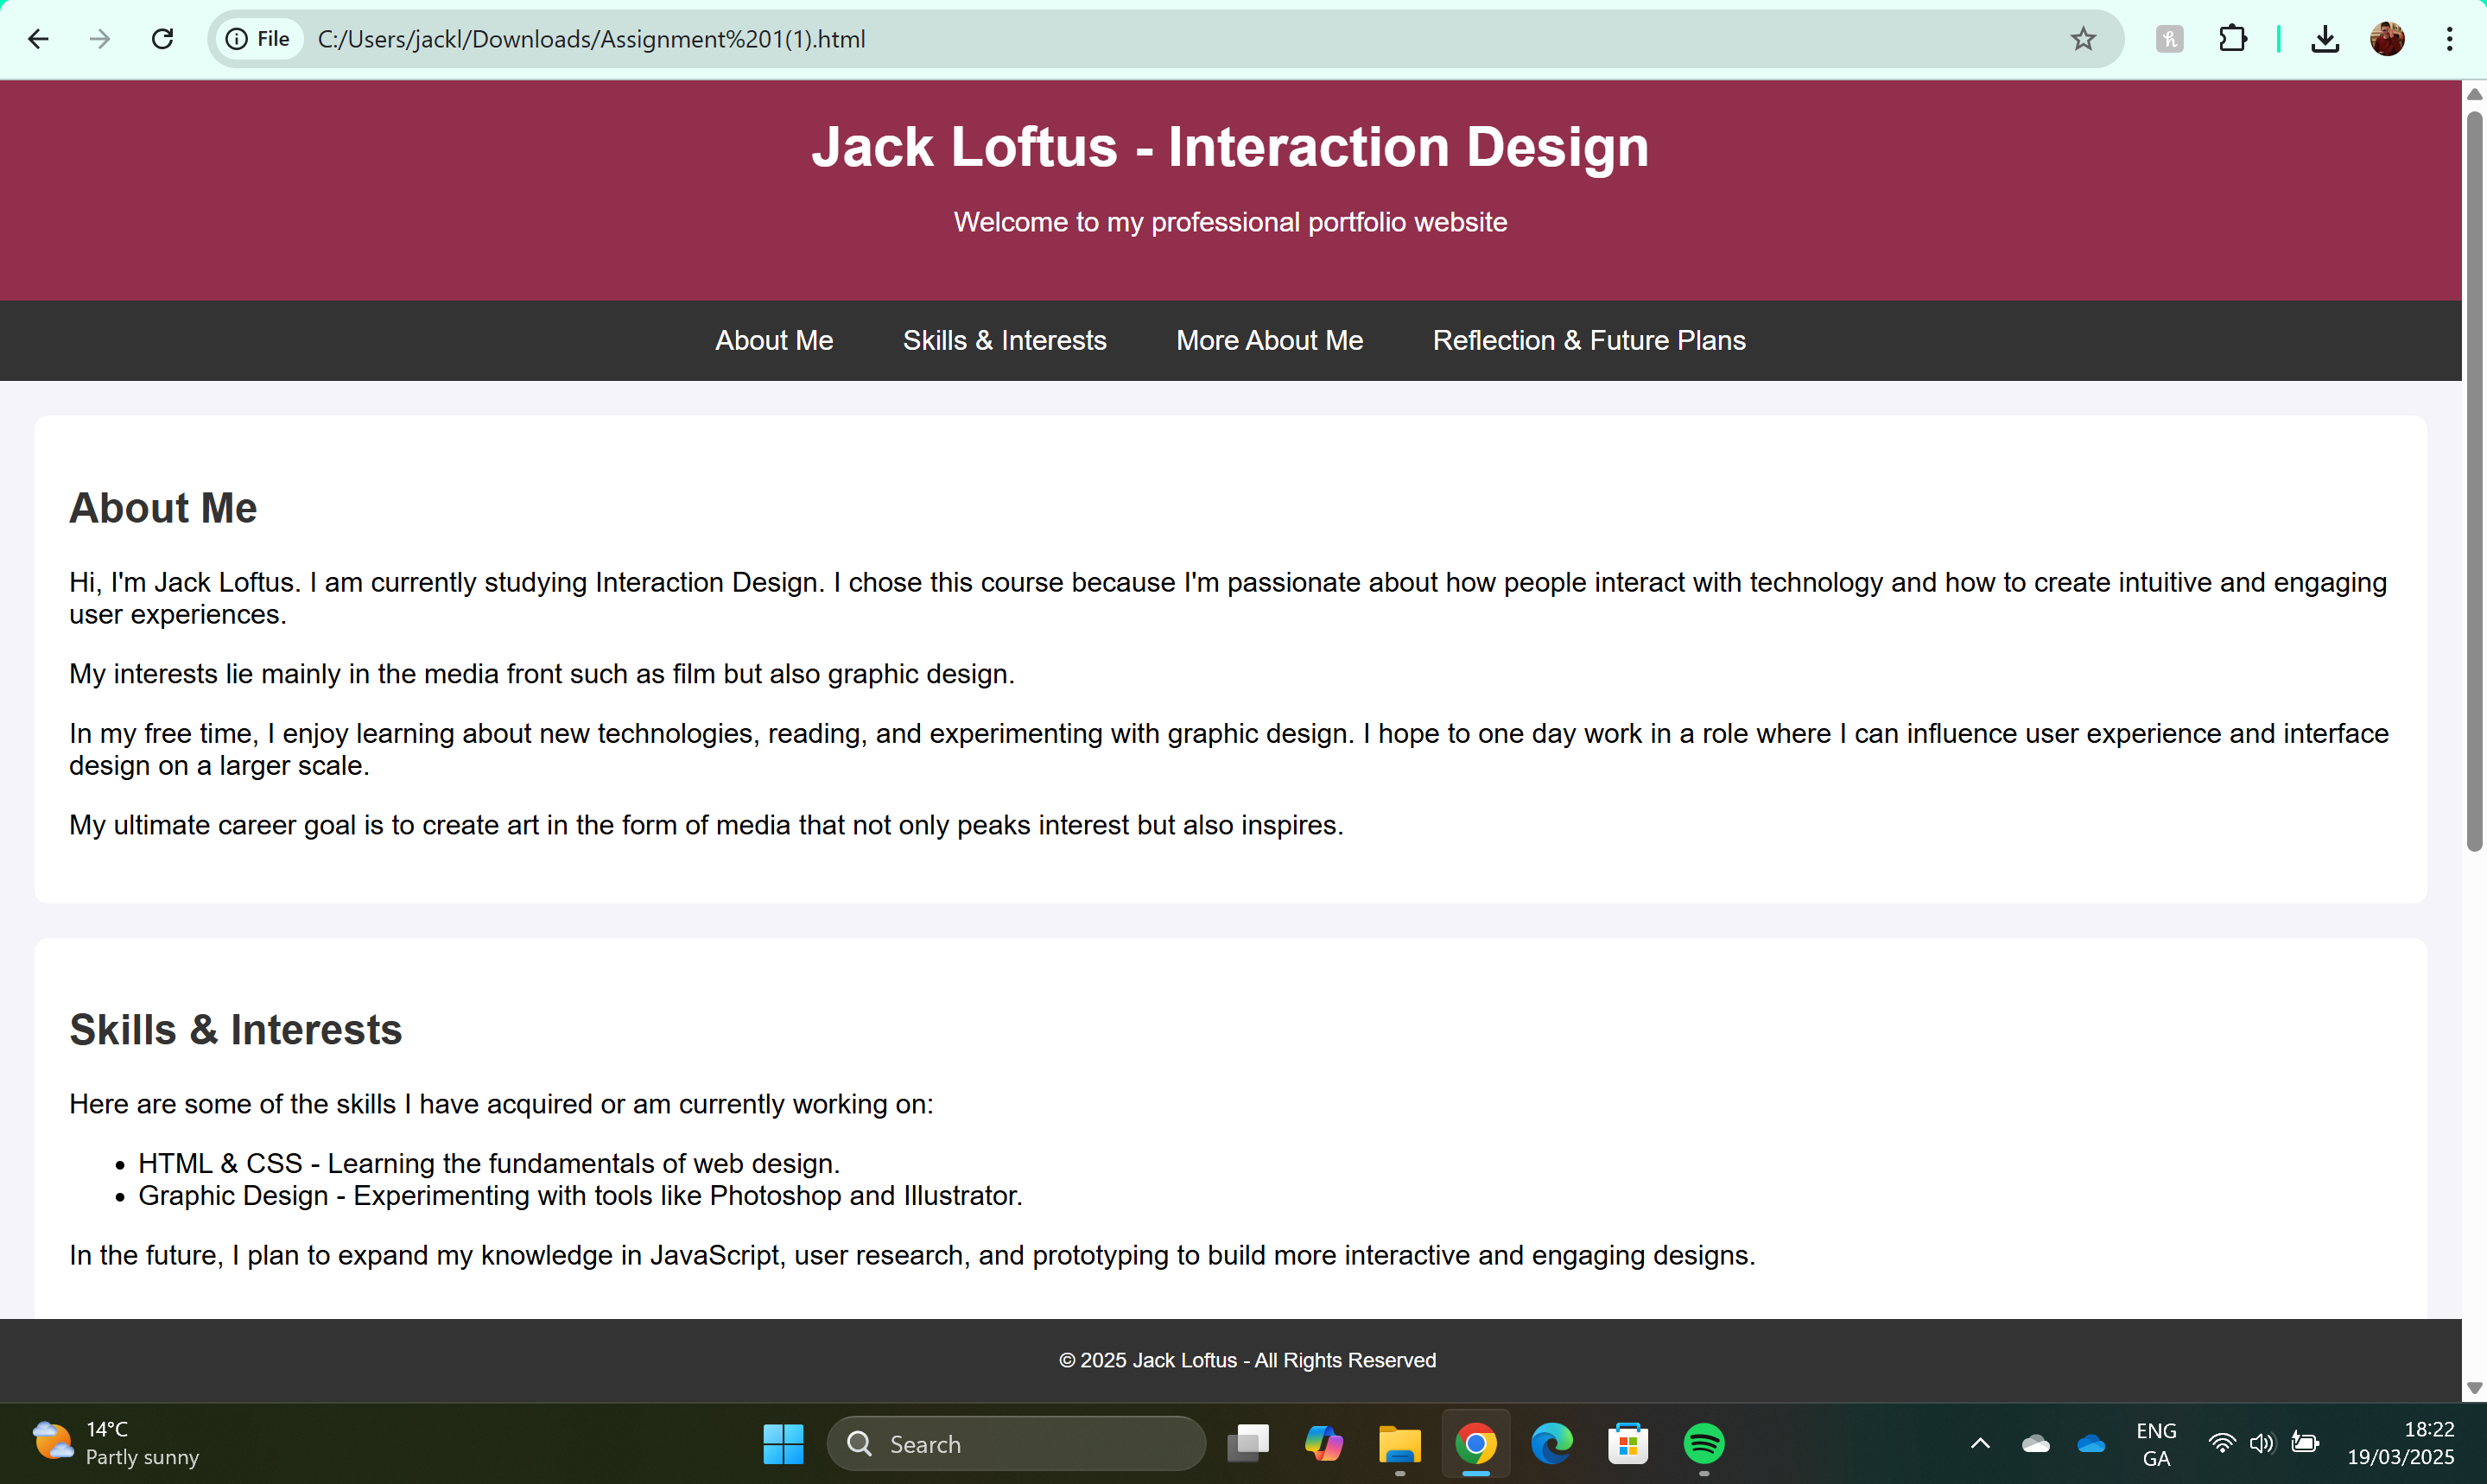 File C:/Users/jackl/Downloads/Assignment%201(1).html
Jack Loftus - Interaction Design
Welcome to my professional portfolio website
About Me Skills & Interests More About Me Reflection & Future Plans
About Me
Hi, I'm Jack Loftus. I am currently studying Interaction Design. I chose this course because I'm passionate about how people interact with technology and how to create intuitive and engaging
user experiences.
My interests lie mainly in the media front such as film but also graphic design.
In my free time, I enjoy learning about new technologies, reading, and experimenting with graphic design. I hope to one day work in a role where I can influence user experience and interface
design on a larger scale.
My ultimate career goal is to create art in the form of media that not only peaks interest but also inspires.
Skills & Interests
Here are some of the skills I have acquired or am currently working on:
• HTML & CSS - Learning the fundamentals of web design.
• Graphic Design - Experimenting with tools like Photoshop and Illustrator.
In the future, I plan to expand my knowledge in JavaScript, user research, and prototyping to build more interactive and engaging designs.
© 2025 Jack Loftus - All Rights Reserved
14°C
Partly sunny
Search
ENG
GA
18:22
19/03/2025